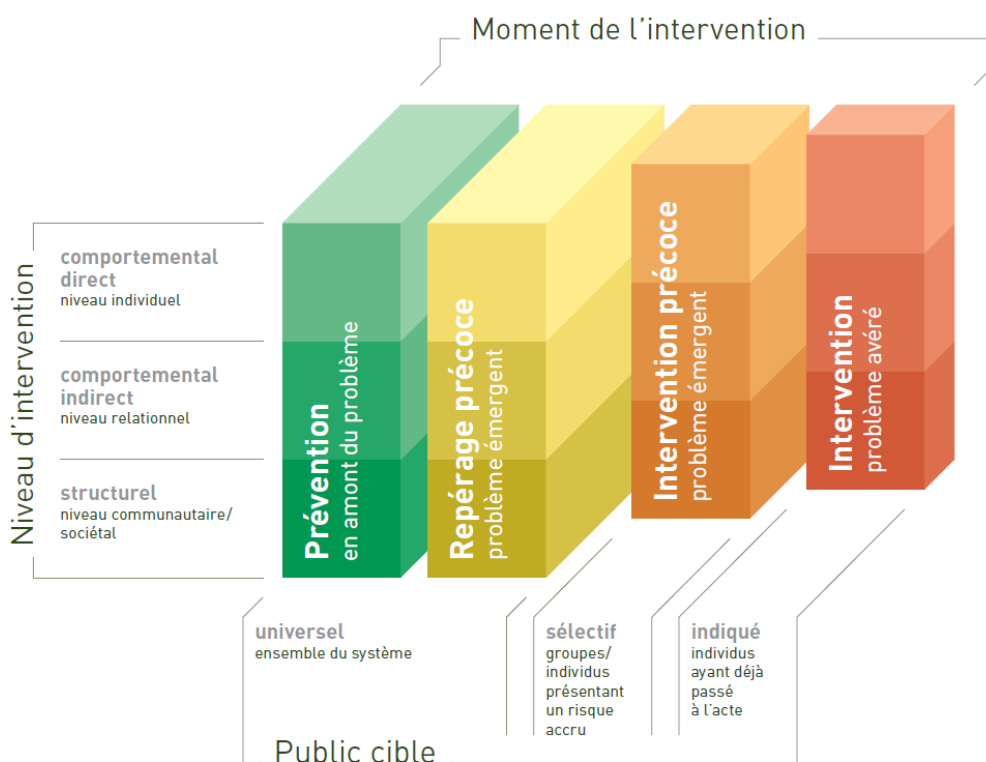 Moment de l'intervention
Niveau d'intervention
comportemental
direct
niveau individuel
comportemental
indirect
niveau relationnel
structurel
niveau communautaire/
sociétal
Prévention
en amont du problème
Repérage précoce
problème émergent
Intervention précoce
problème émergent
Intervention
problème avéré
universel
ensemble du système
sélectif
groupes/
individus
présentant
un risque
accru
indiqué
individus
ayant déjà
passé
à l'acte
Public cible